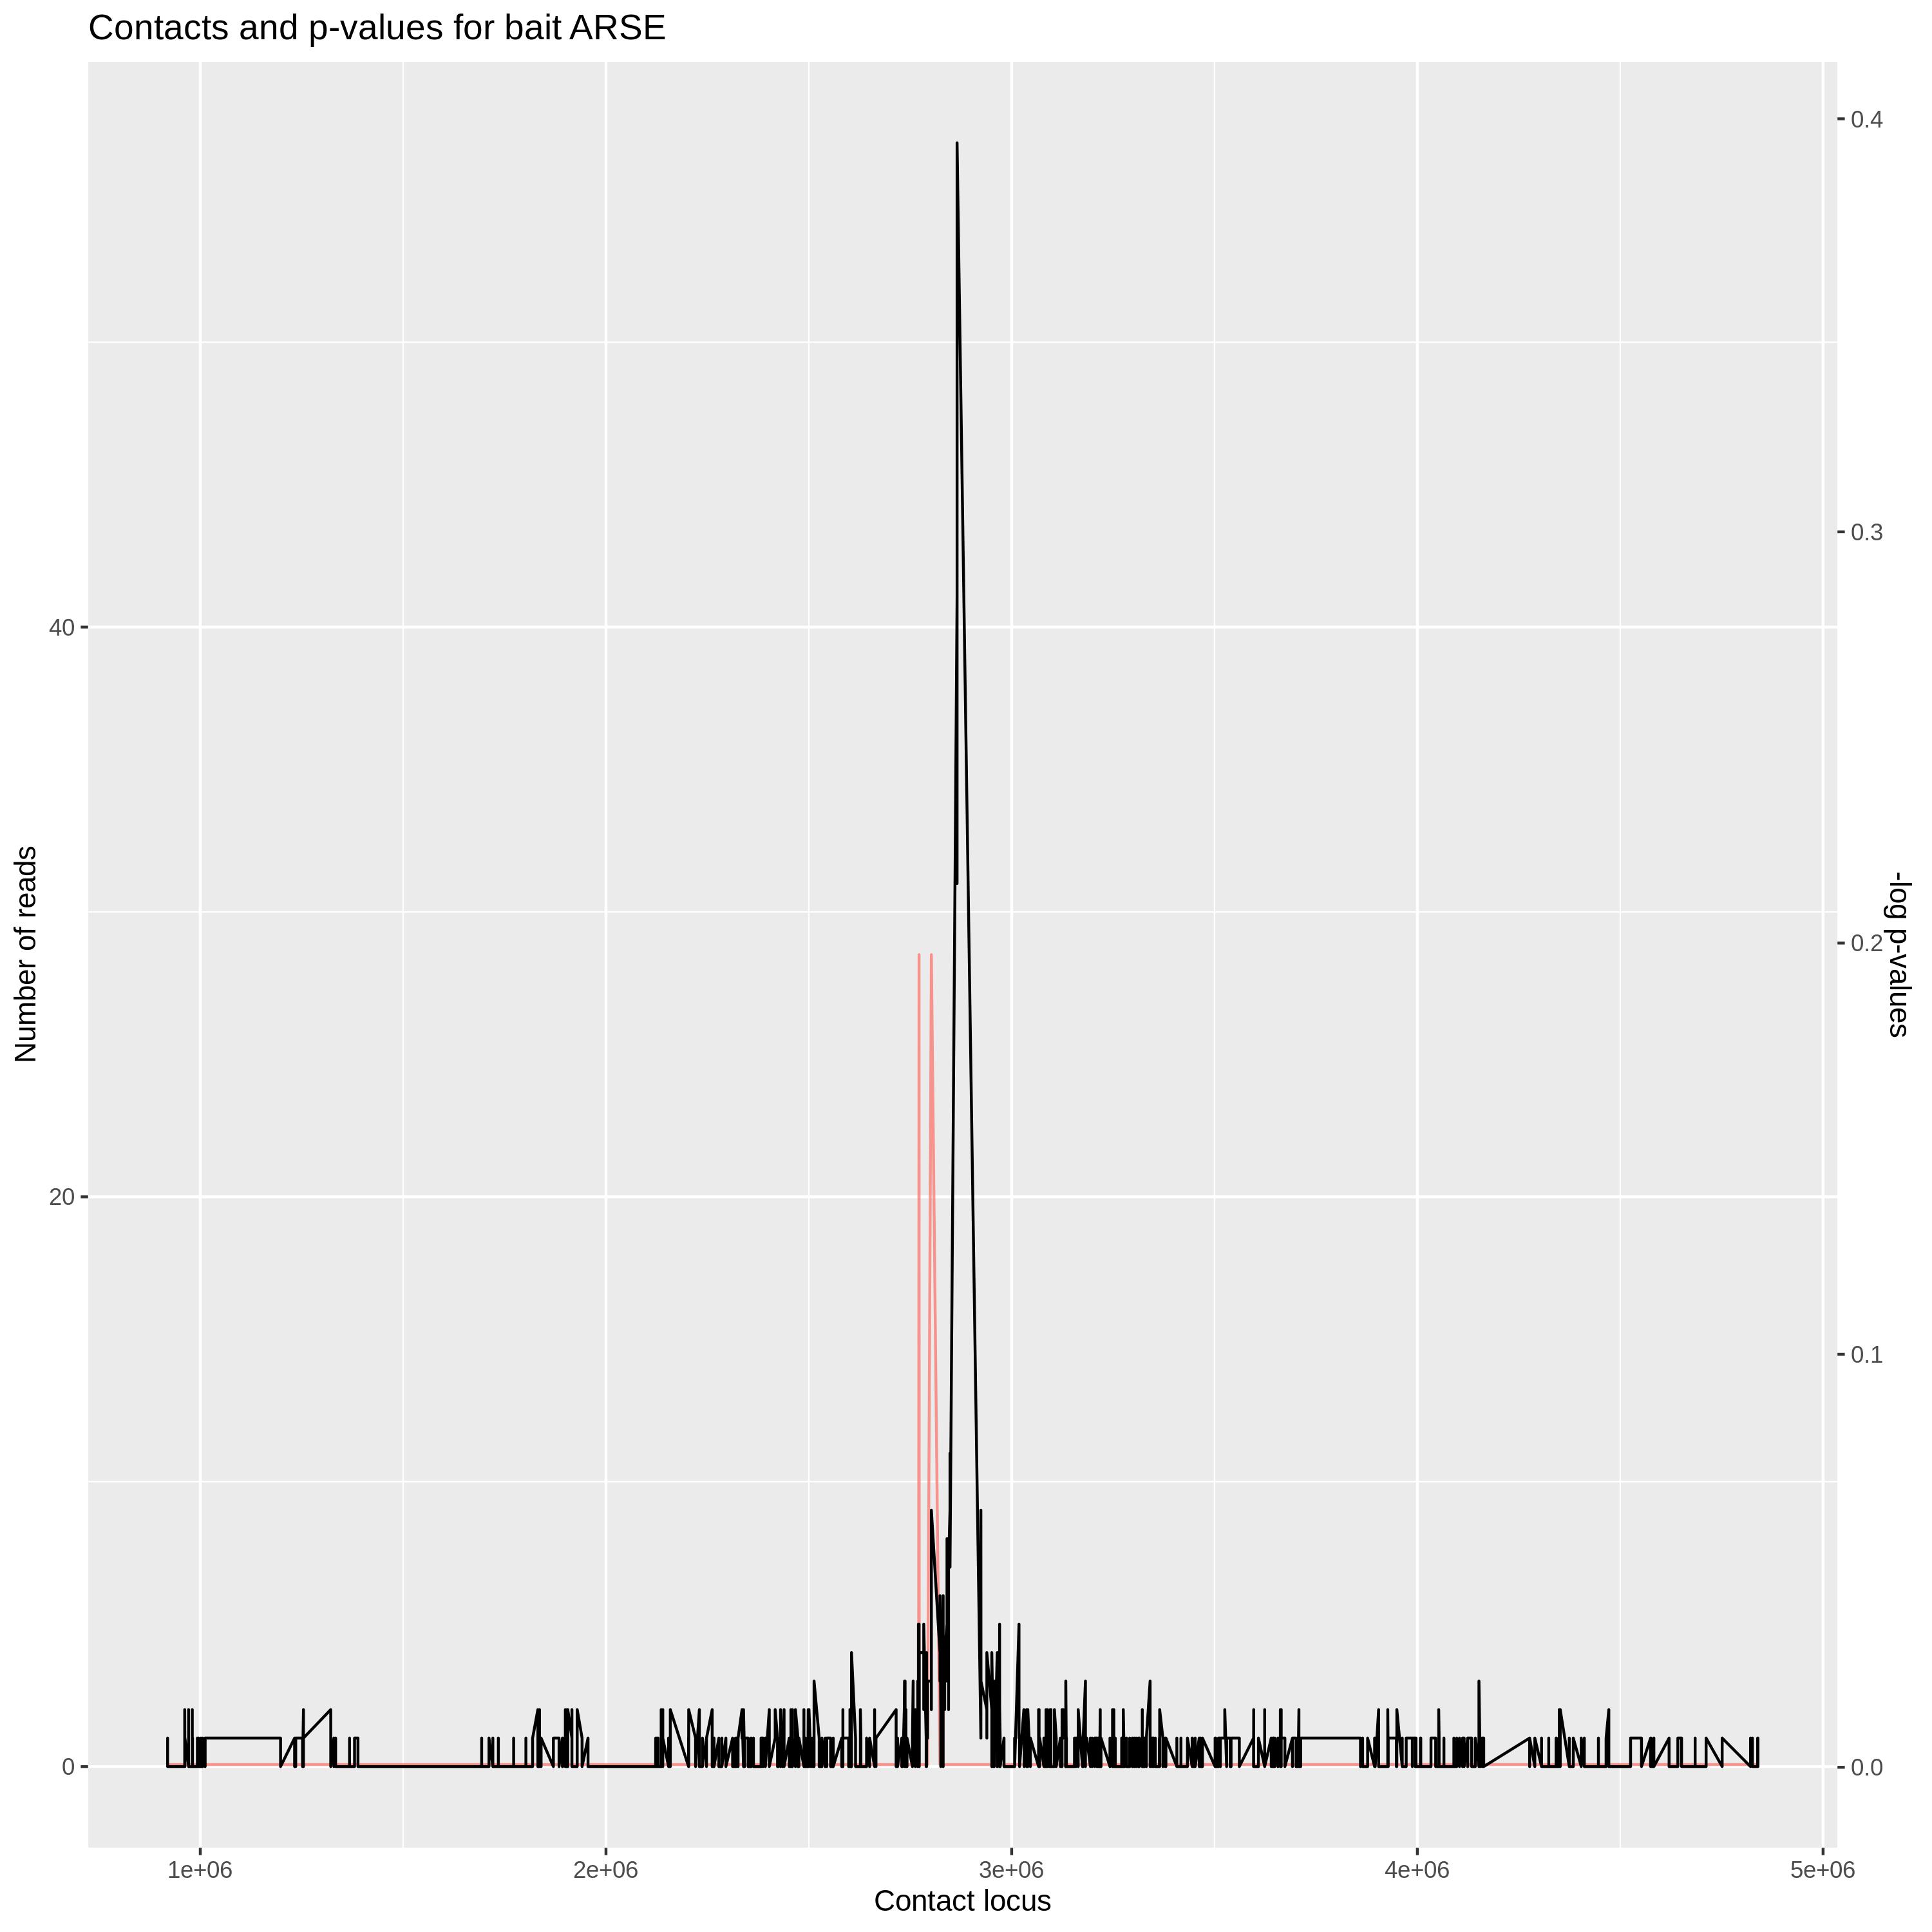 Contacts and p-values for bait ARSE
Number of reads
40
20
0
0.4
0.3
0.2
0.1
0.0
-log p-values
1e+06
2e+06
3e+06
4e+06
5e+06
Contact locus